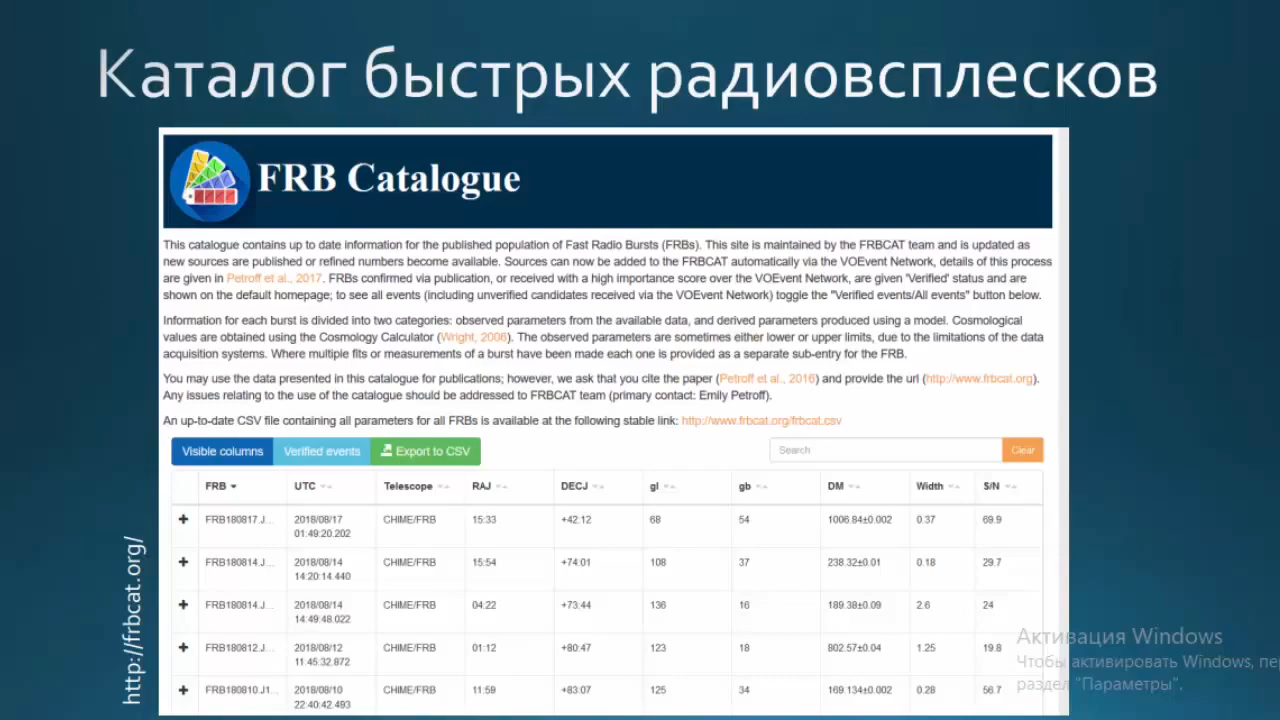 Каталог быстрых радиовсплесков
FRB Catalogue
This catalogue contains up to date information for the published population of Fast Radio Bursts (FRBs). This site is maintained by the FRBCAT team and is updated as
new sources are published or refined numbers become available. Sources can now be added to the FRBCAT automatically via the VOEvent Network, details of this process
are given in Petroff et al., 2017. FRBs confirmed via publication, or received with a high importance score over the VOEvent Network, are given 'Verified' status and are
shown on the default homepage; to see all events (including unverified candidates received via the VOEvent Network) toggle the "Verified events/All events" button below.
Information for each burst is divided into two categories: observed parameters from the available data, and derived parameters produced using a model. Cosmological
values are obtained using the Cosmology Calculator (Wright, 2006). The observed parameters are sometimes either lower or upper limits, due to the limitations of the data
acquisition systems. Where multiple fits or measurements of a burst have been made each one is provided as a separate sub-entry for the FRB.
You may use the data presented in this catalogue for publications; however, we ask that you cite the paper (Petroff et al., 2016) and provide the url (http://www.frbcat.org).
Any issues relating to the use of the catalogue should be addressed to FRBCAT team (primary contact: Emily Petroff).
An up-to-date CSV file containing all parameters for all FRBs is available at the following stable link: http://www.frbcat.org/frbcat.csv
Visible columns Verified events Export to CSV Search Clear
FRB UTC Telescope RAJ DECJ gl gb DM Width S/N
FRB180817.J... 2018/08/17 CHIME/FRB 15:33 +42.12 68 54 1006.84±0.002 0.37 69.9
01:49:20.202
FRB180814.J... 2018/08/14 CHIME/FRB 15:54 +74.01 108 37 238.32±0.01 0.18 29.7
14:20:14.440
FRB180814.J... 2018/08/14 CHIME/FRB 04:22 +73.44 136 16 189.38±0.09 2.6 24
14:49:48.022
FRB180812.J... 2018/08/12 CHIME/FRB 01:12 +80.47 123 18 802.57±0.04 1.25 19.8
11:45:32.872
FRB180810.J1... 2018/08/10 CHIME/FRB 11:59 +83.07 125 34 169.134±0.002 0.28 56.7
22:40:42.493
http://frbcat.org/
Активация Windows
Чтобы активировать Windows, пе
раздел "Параметры".